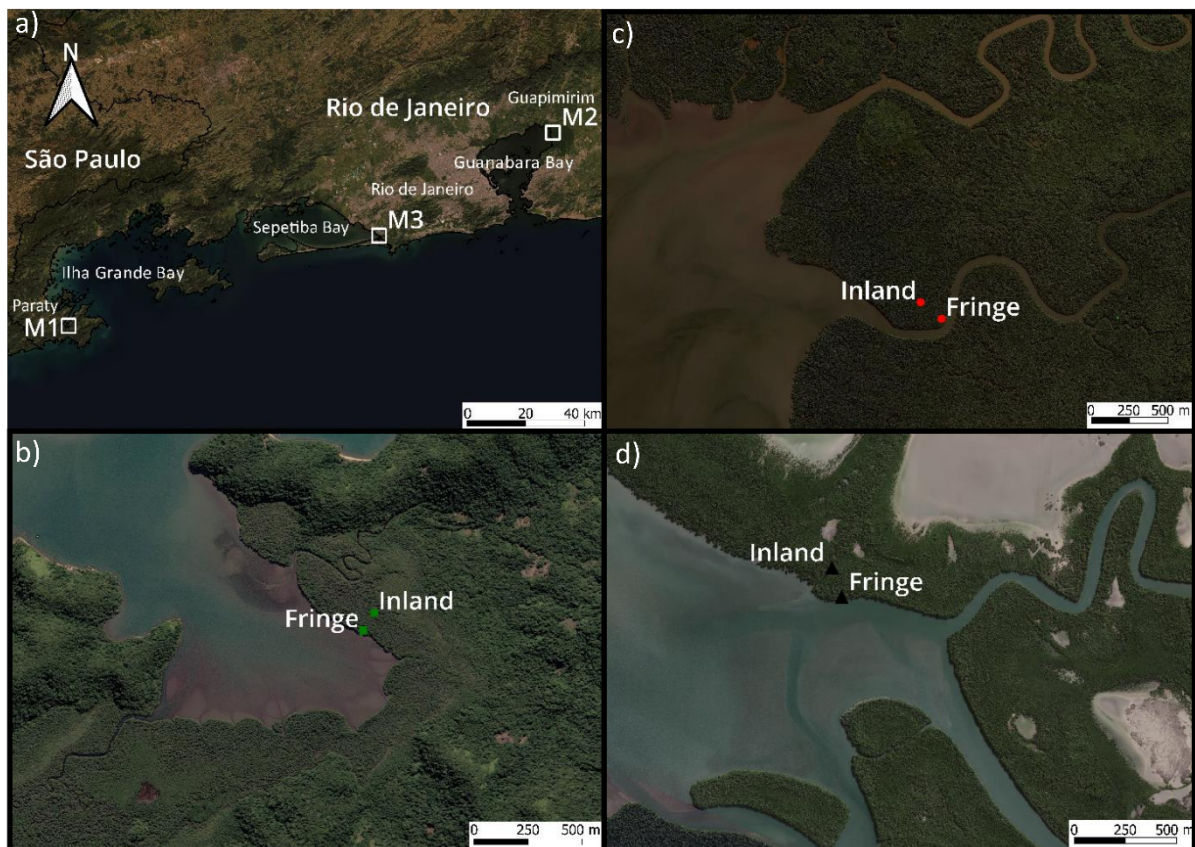 a)
N
Rio de Janeiro
Guapimirim
M2
São Paulo
Guanabara Bay
Rio de Janeiro
Sepetiba Bay
M3
Ilha Grande Bay
Paraty
M1
0 20 40 km
c)
Inland
Fringe
0 250 500 m
b)
Inland
Fringe
0 250 500 m
d)
Inland
Fringe
0 250 500 m